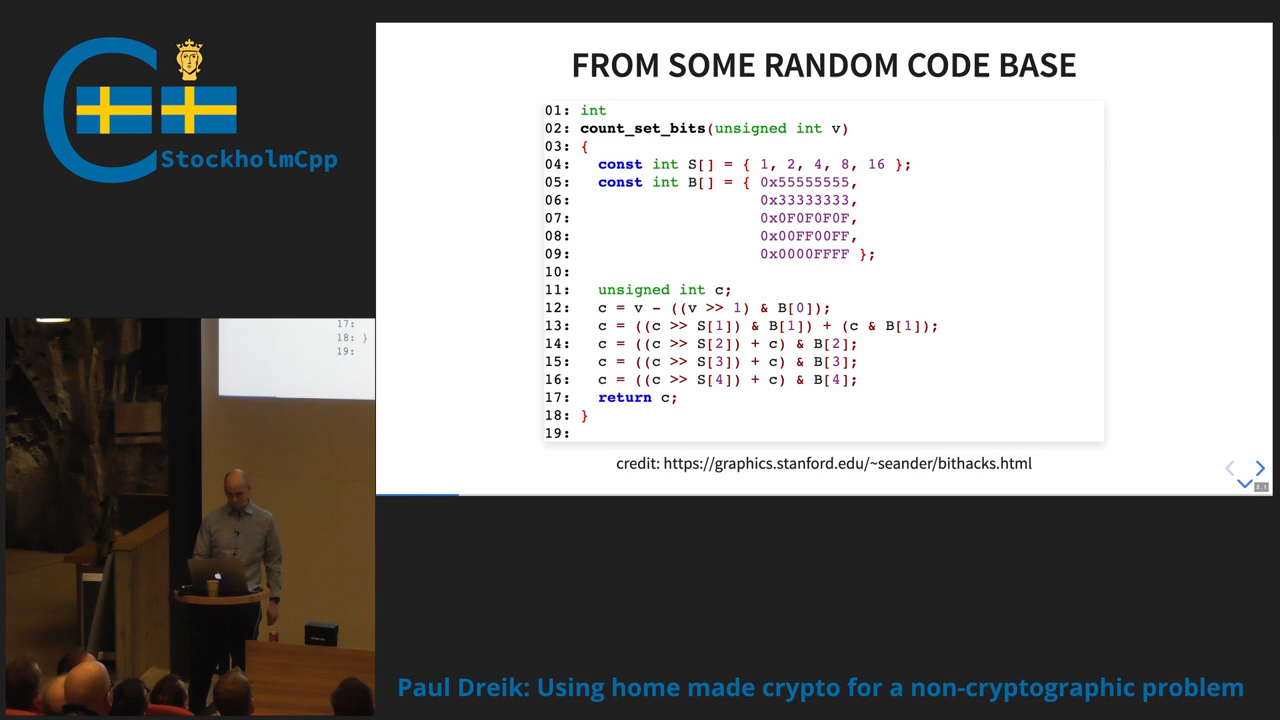 StockholmCpp
FROM SOME RANDOM CODE BASE
01: int
02: count_set_bits(unsigned int v)
03: {
04:   const int S[] = { 1, 2, 4, 8, 16 };
05:   const int B[] = { 0x55555555,
06:                     0x33333333,
07:                     0x0F0F0F0F,
08:                     0x00FF00FF,
09:                     0x0000FFFF };
10:
11:   unsigned int c;
12:   c = v - ((v >> 1) & B[0]);
13:   c = ((c >> S[1]) & B[1]) + (c & B[1]);
14:   c = ((c >> S[2]) + c) & B[2];
15:   c = ((c >> S[3]) + c) & B[3];
16:   c = ((c >> S[4]) + c) & B[4];
17:   return c;
18: }
19:
credit: https://graphics.stanford.edu/~seander/bithacks.html
2.1
17:
18: }
19:
Paul Dreik: Using home made crypto for a non-cryptographic problem